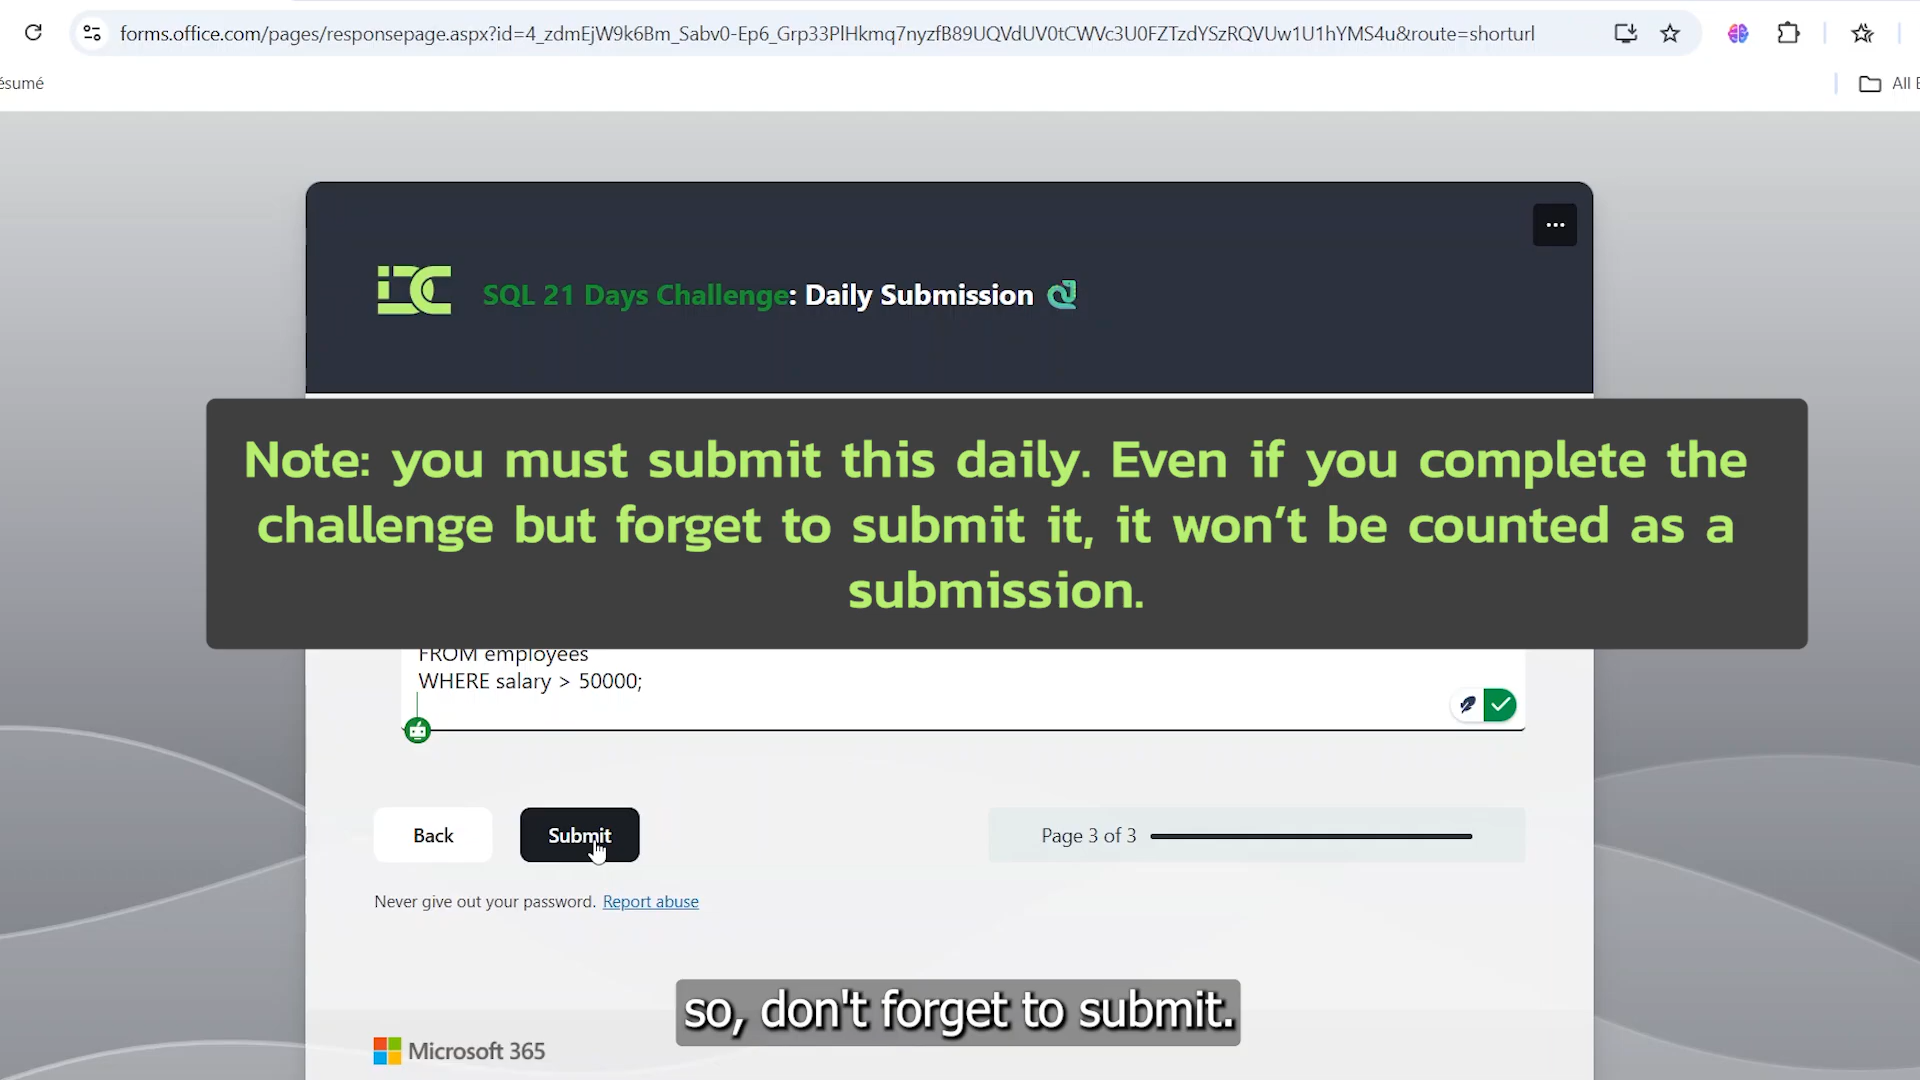 forms.office.com/pages/responsepage.aspx?id=4_zdmEjW9k6Bm_Sabv0-Ep6_Grp33PlHkmq7nyzfB89UQVdUV0tCWVc3U0FZTzdYSzRQVUw1U1hYMS4u&route=shorturl
ésumé
All
SQL 21 Days Challenge: Daily Submission
Note: you must submit this daily. Even if you complete the
challenge but forget to submit it, it won't be counted as a
submission.
FROM employees
WHERE salary > 50000;
Back
Submit
Page 3 of 3
Never give out your password. Report abuse
so, don't forget to submit.
Microsoft 365